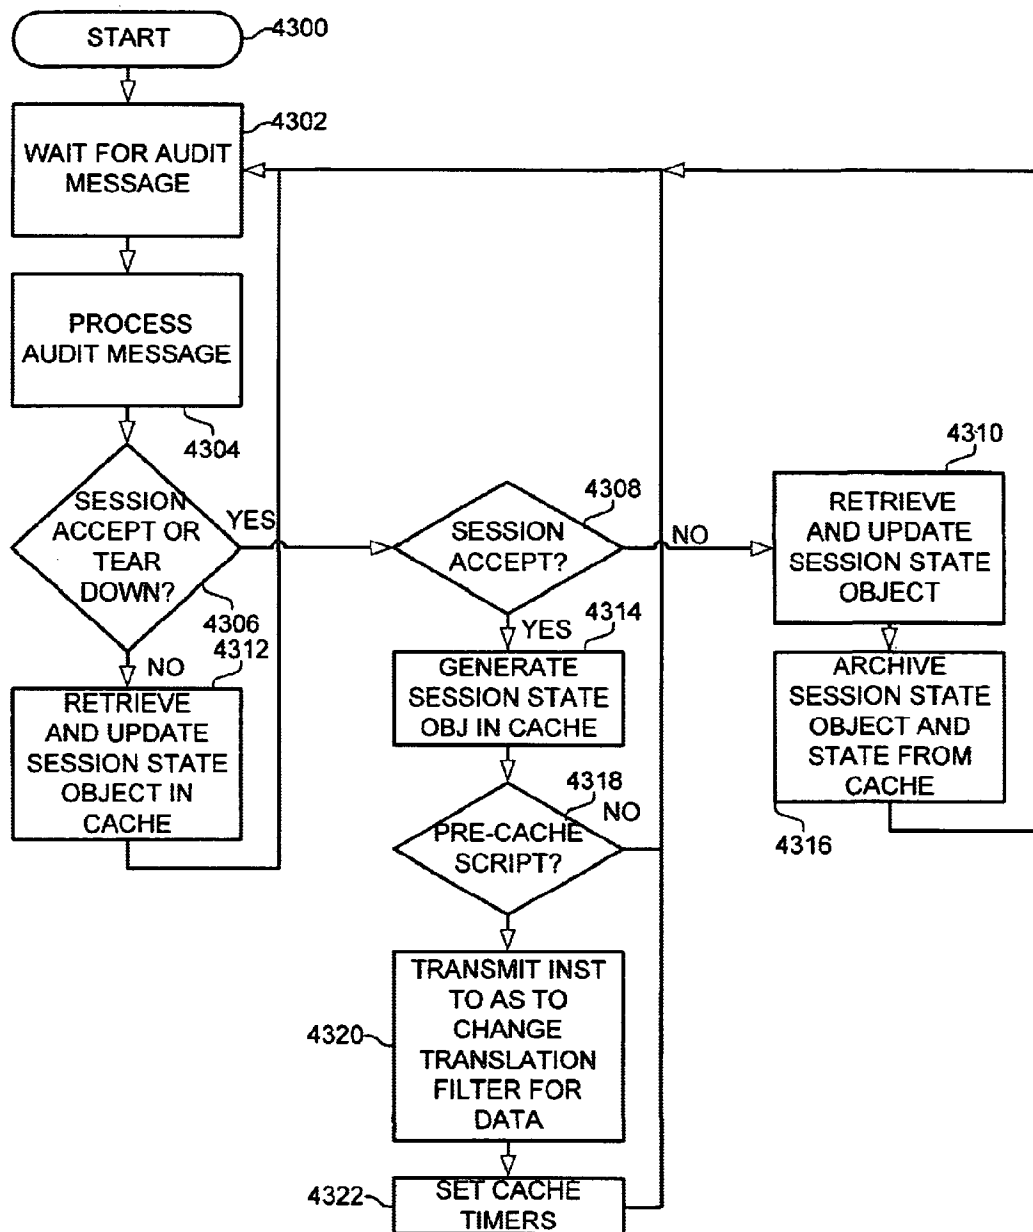 START
4300
4302
WAIT FOR AUDIT
MESSAGE
PROCESS
AUDIT MESSAGE
4304
SESSION
ACCEPT OR
TEAR
DOWN?
YES
4306
NO
4312
RETRIEVE
AND UPDATE
SESSION STATE
OBJECT IN
CACHE
4308
SESSION
ACCEPT?
NO
YES
4310
RETRIEVE
AND UPDATE
SESSION STATE
OBJECT
4314
GENERATE
SESSION STATE
OBJ IN CACHE
ARCHIVE
SESSION STATE
OBJECT AND
STATE FROM
CACHE
4316
4318
NO
PRE-CACHE
SCRIPT?
4320
TRANSMIT INST
TO AS TO
CHANGE
TRANSLATION
FILTER FOR
DATA
4322
SET CACHE
TIMERS